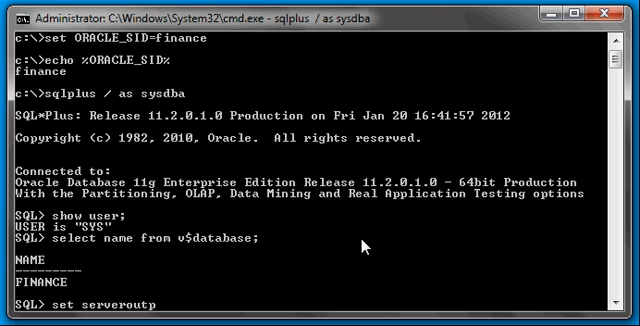 Administrator: C:\Windows\System32\cmd.exe - sqlplus / as sysdba
c:\>set ORACLE_SID=finance
c:\>echo %ORACLE_SID%
finance
c:\>sqlplus / as sysdba
SQL*Plus: Release 11.2.0.1.0 Production on Fri Jan 20 16:41:57 2012
Copyright (c) 1982, 2010, Oracle.  All rights reserved.
Connected to:
Oracle Database 11g Enterprise Edition Release 11.2.0.1.0 - 64bit Production
With the Partitioning, OLAP, Data Mining and Real Application Testing options
SQL> show user;
USER is "SYS"
SQL> select name from v$database;
NAME
---------
FINANCE
SQL> set serveroutp